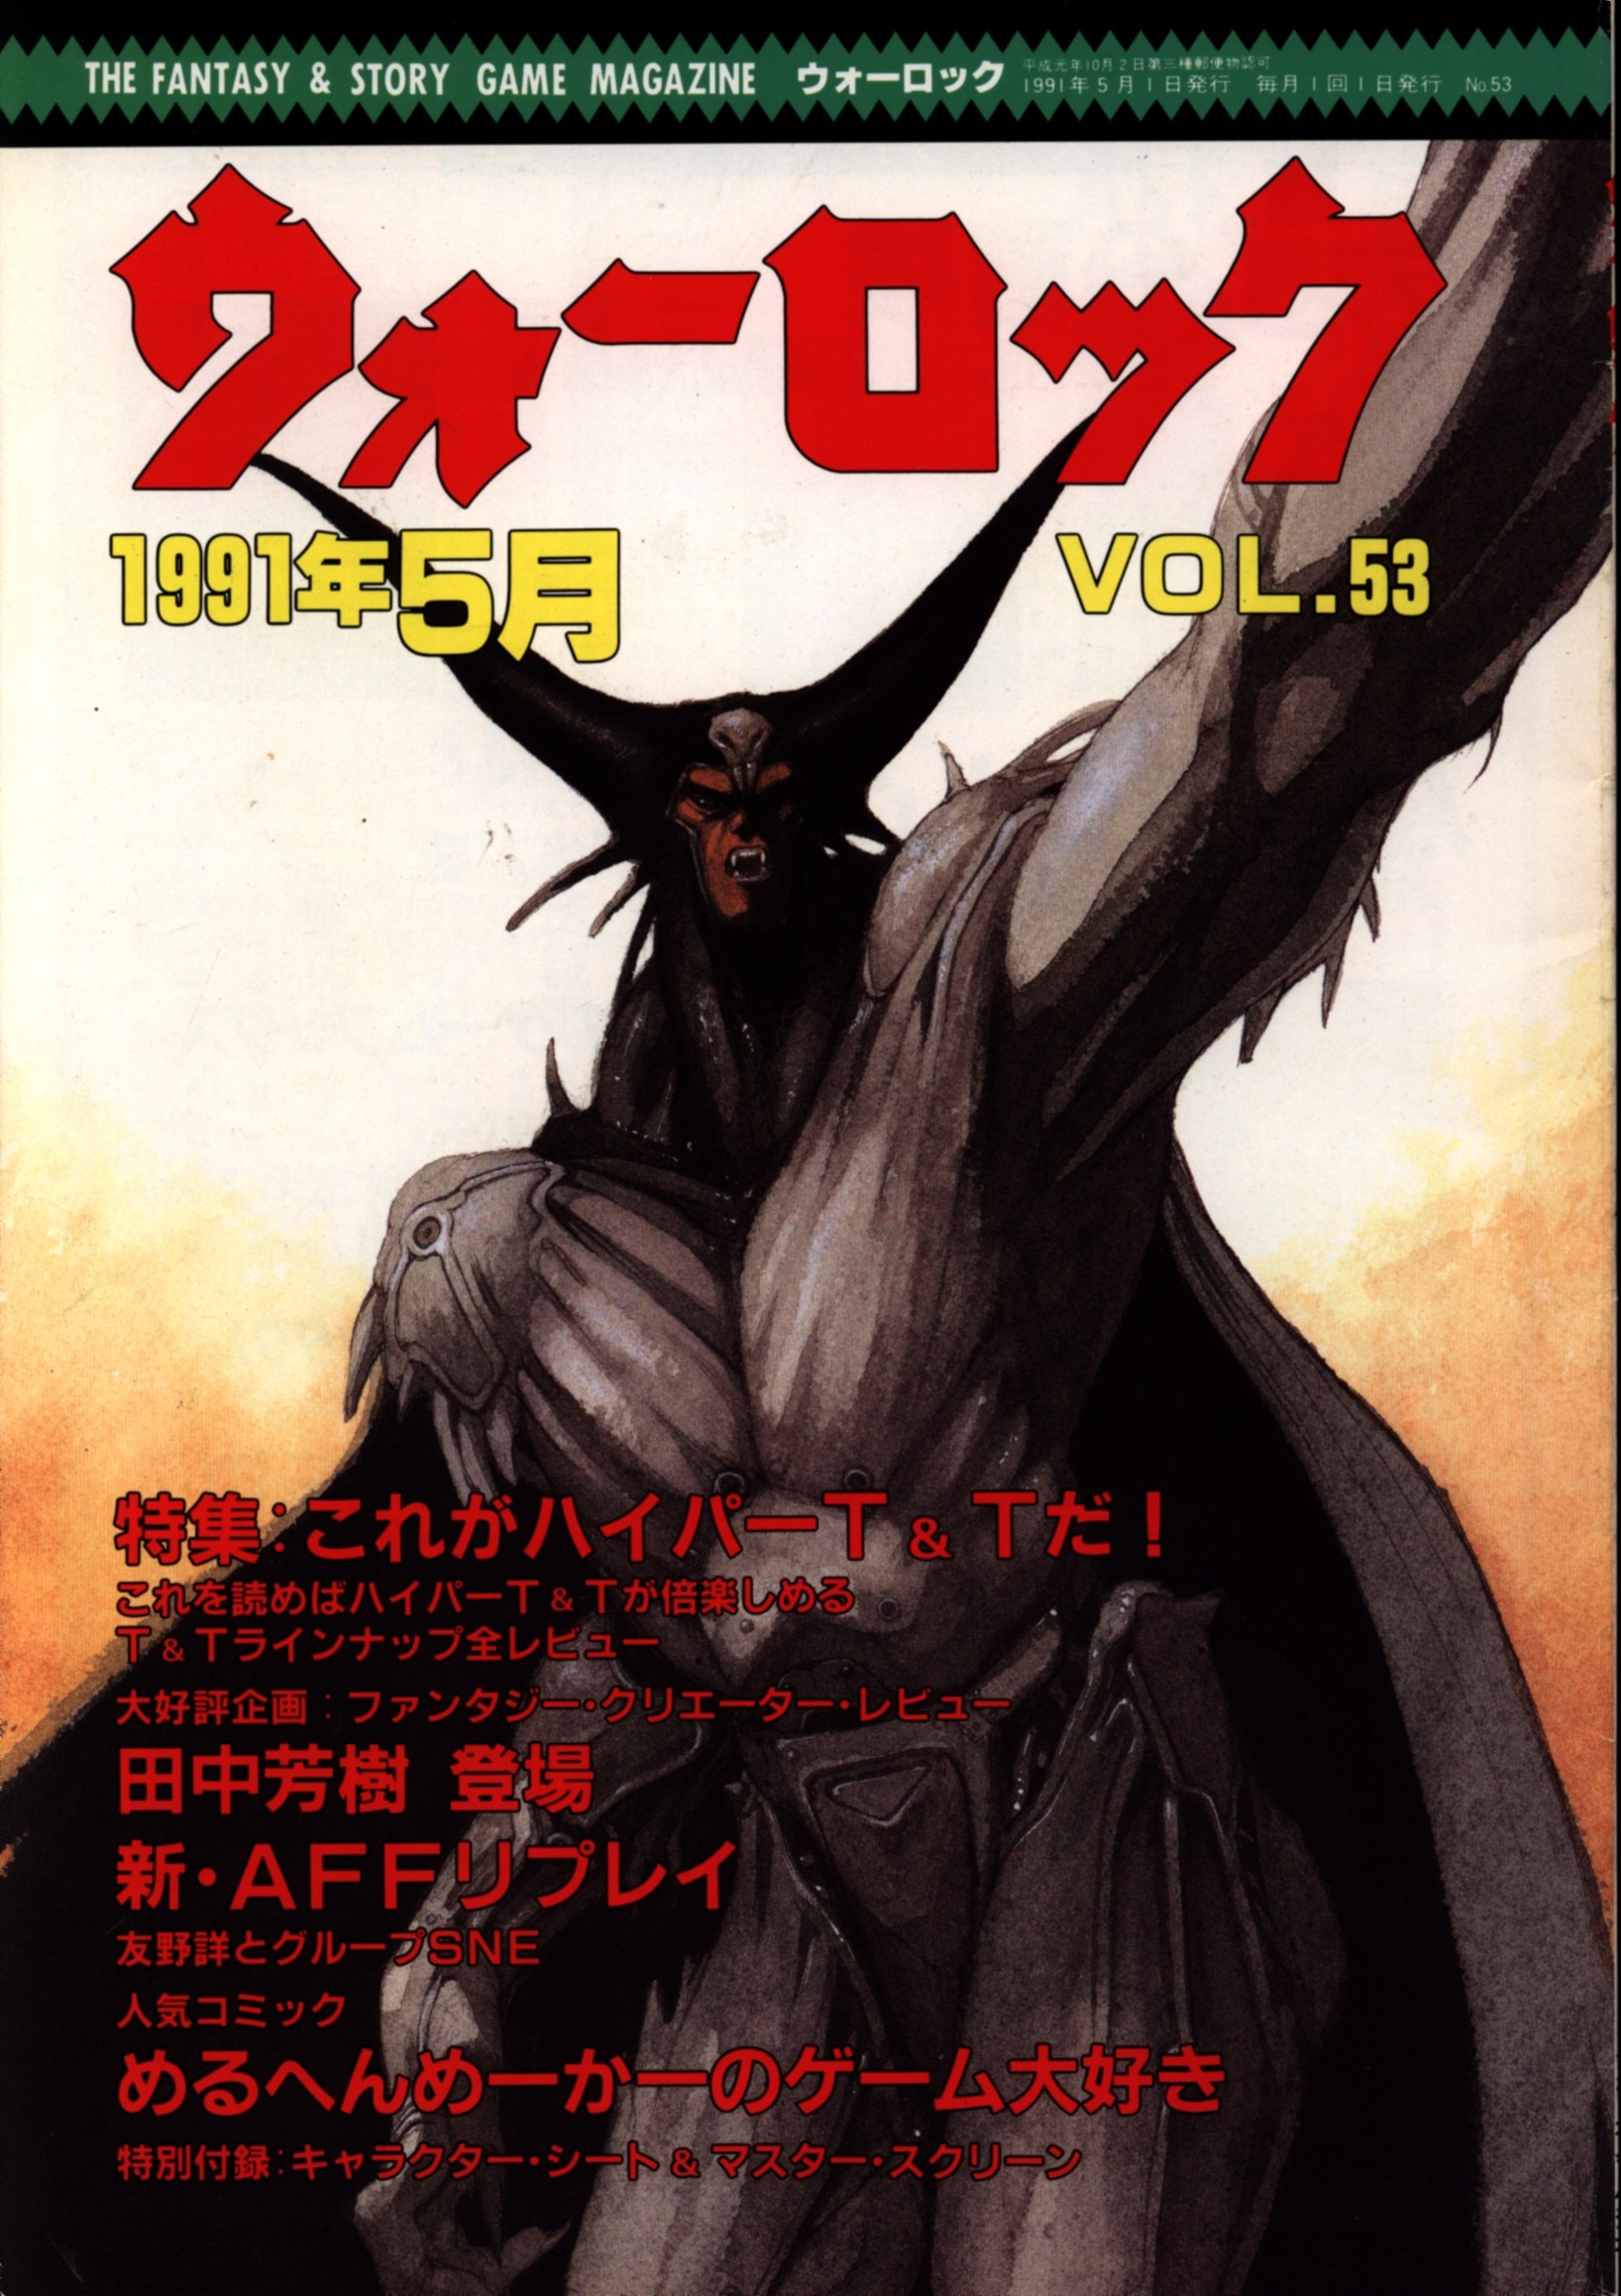 THE FANTASY & STORY GAME MAGAZINE ウォーロック
平成元年10月2日第三種郵便物認可
1991年5月1日発行 毎月1回1日発行 No.53
ウォーロック
1991年5月 VOL.53
特集:これがハイパーT&Tだ!
これを読めばハイパーT&Tが倍楽しめる
T&Tラインナップ全レビュー
大好評企画:ファンタジー・クリエーター・レビュー
田中芳樹 登場
新・AFFリプレイ
友野詳とグループSNE
人気コミック
めるへんめーかーのゲーム大好き
特別付録:キャラクター・シート&マスター・スクリーン